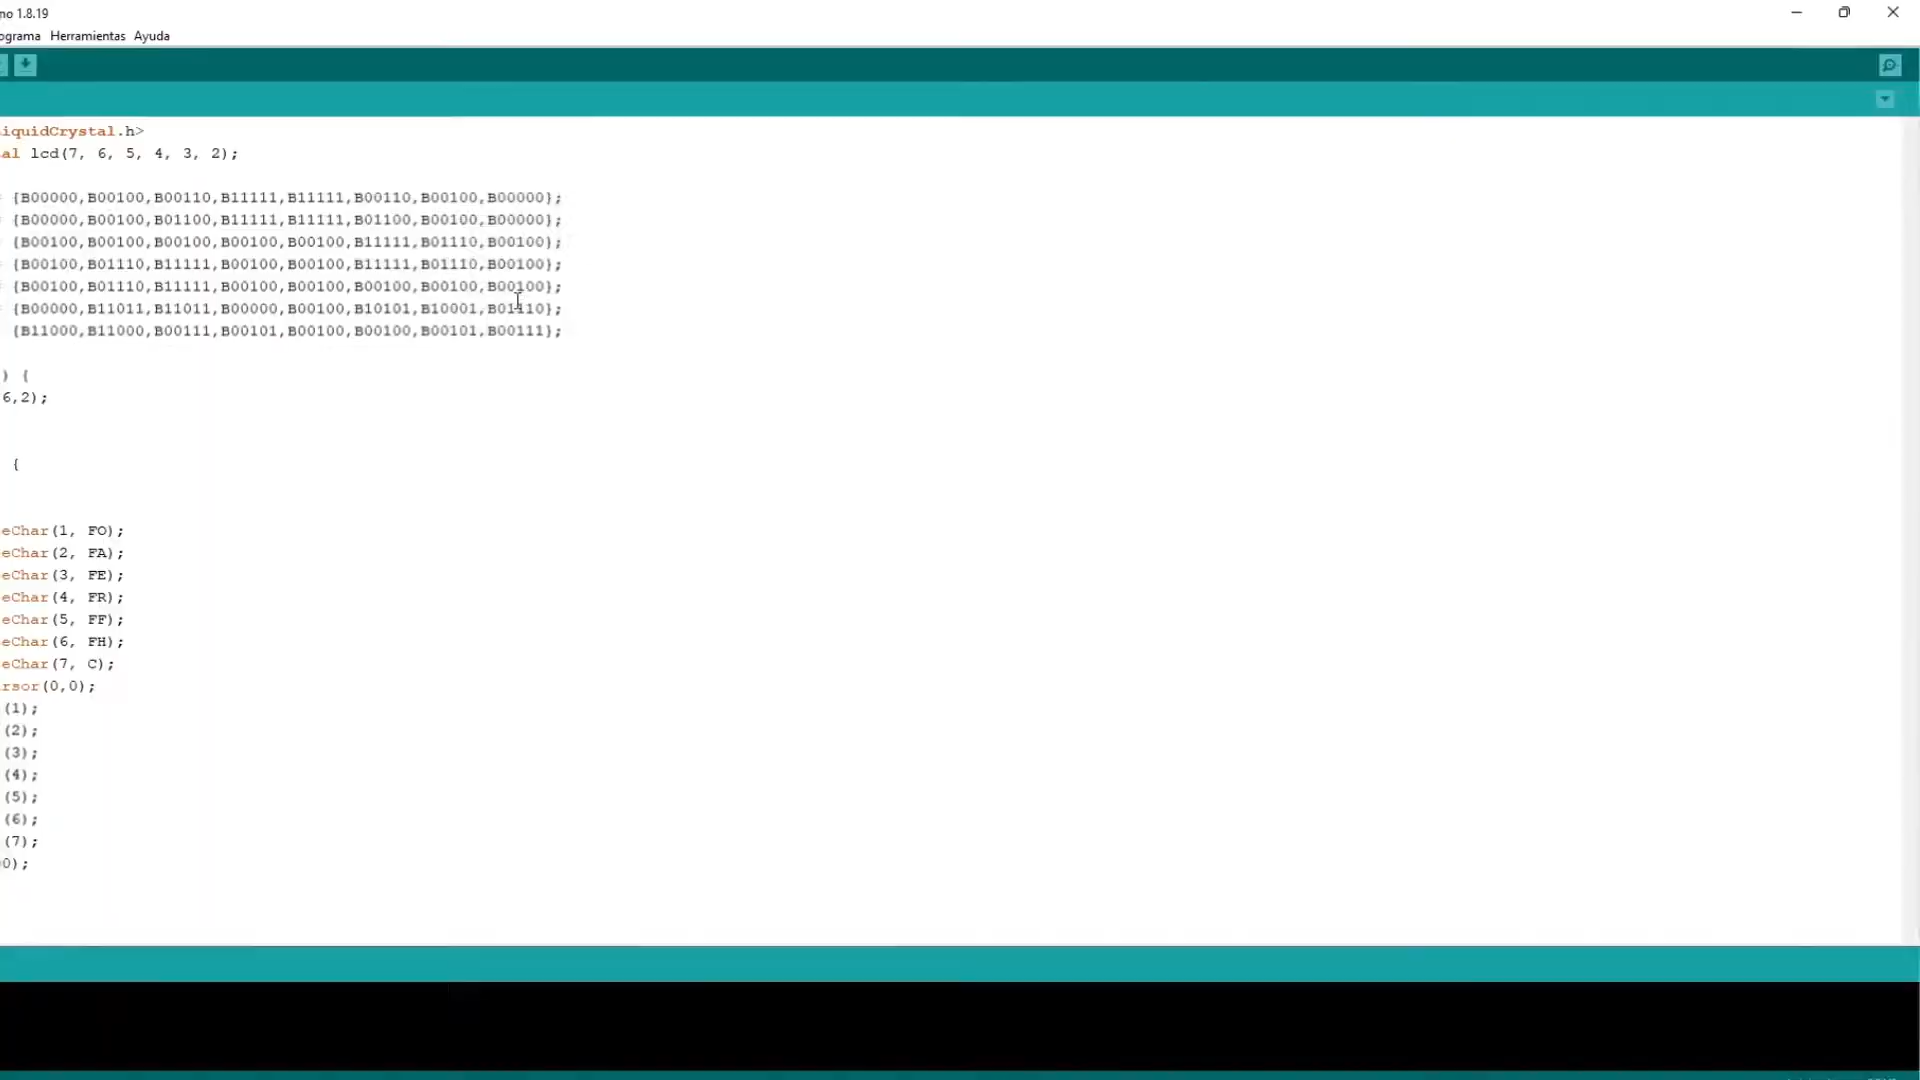 no 1.8.19
ograma Herramientas Ayuda
iquidCrystal.h>
al lcd(7, 6, 5, 4, 3, 2);
{B00000,B00100,B00110,B11111,B11111,B00110,B00100,B00000};
{B00000,B00100,B01100,B11111,B11111,B01100,B00100,B00000};
{B00100,B00100,B00100,B00100,B00100,B11111,B01110,B00100};
{B00100,B01110,B11111,B00100,B00100,B11111,B01110,B00100};
{B00100,B01110,B11111,B00100,B00100,B00100,B00100,B00100};
{B00000,B11011,B11011,B00000,B00100,B10101,B10001,B01110};
{B11000,B11000,B00111,B00101,B00100,B00100,B00101,B00111};
) {
6,2);
{
eChar(1, FO);
eChar(2, FA);
eChar(3, FE);
eChar(4, FR);
eChar(5, FF);
eChar(6, FH);
eChar(7, C);
rsor(0,0);
(1);
(2);
(3);
(4);
(5);
(6);
(7);
0);